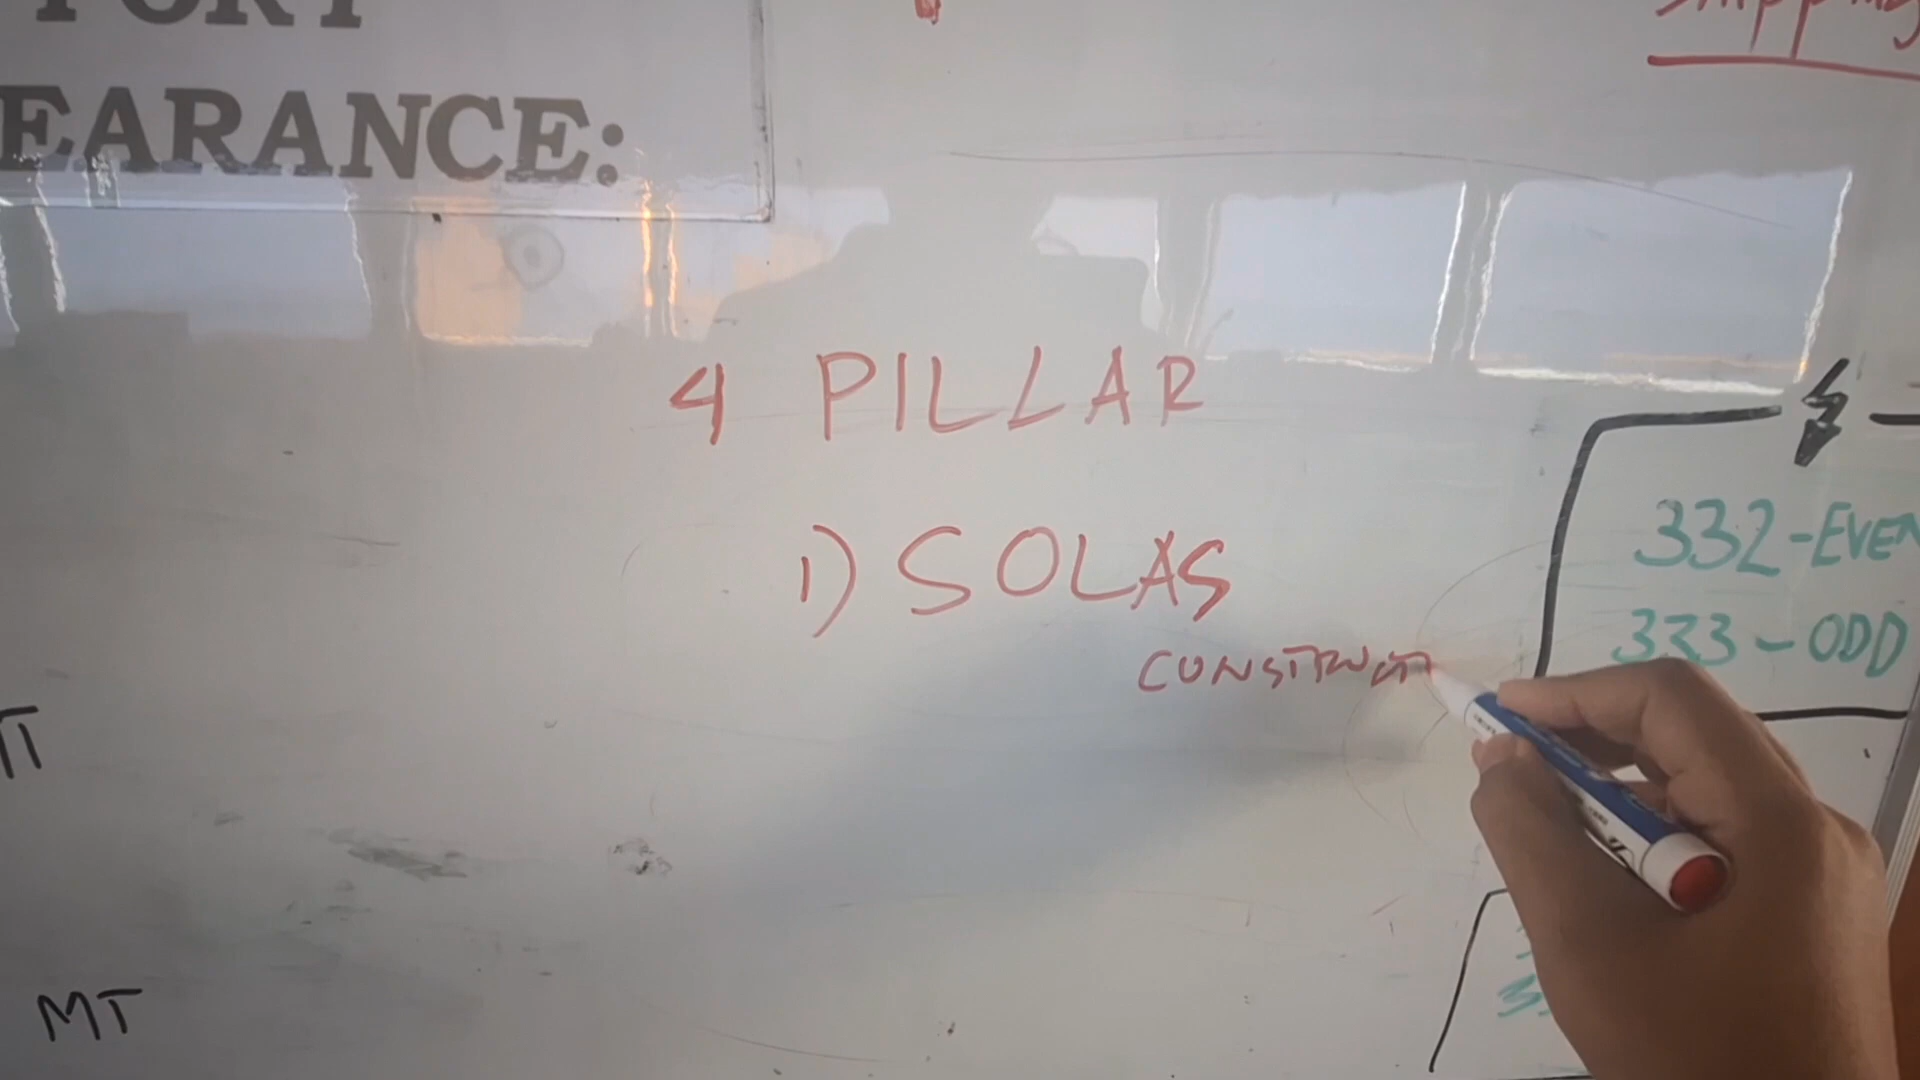 EARANCE:
4 PILLAR
1) SOLAS
CONSTRUCT
332-EVEN
333-ODD
MT